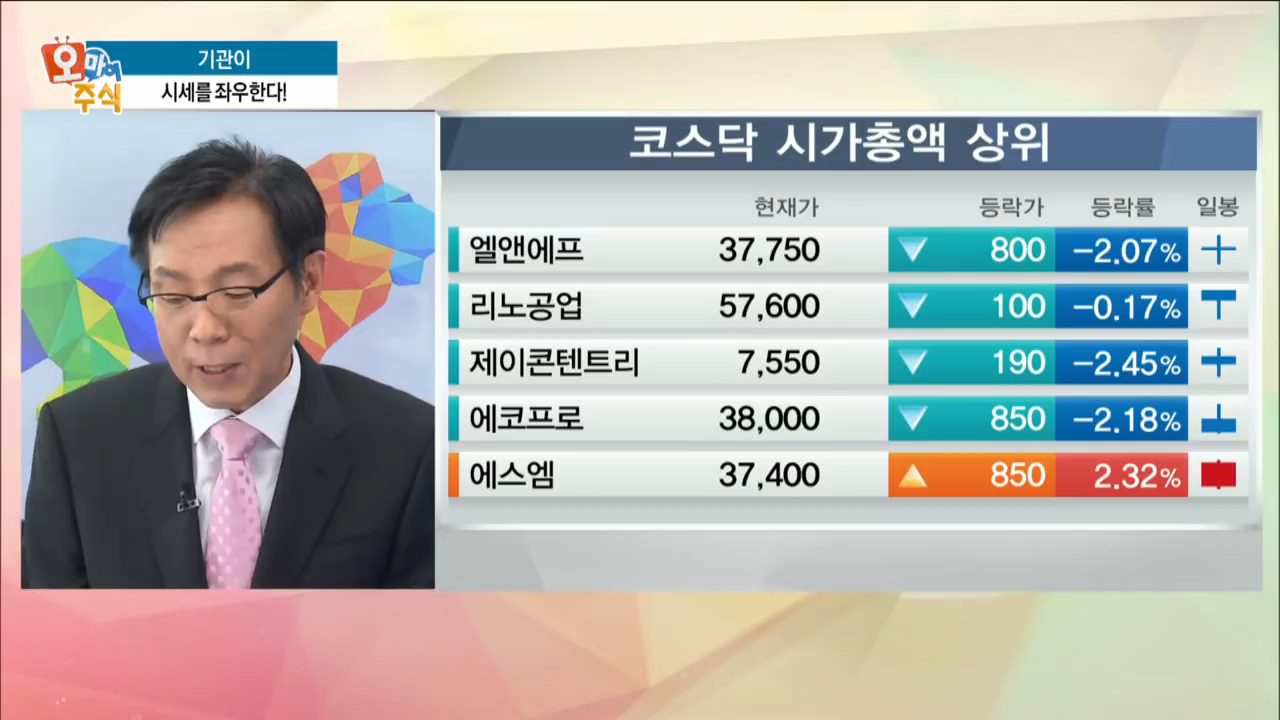 오마이
주식
기관이
시세를 좌우한다!
코스닥 시가총액 상위
현재가 등락가 등락률 일봉
엘앤에프 37,750 ▼ 800 -2.07%
리노공업 57,600 ▼ 100 -0.17%
제이콘텐트리 7,550 ▼ 190 -2.45%
에코프로 38,000 ▼ 850 -2.18%
에스엠 37,400 ▲ 850 2.32%